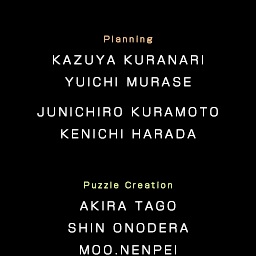 Planning
KAZUYA KURANARI
YUICHI MURASE
JUNICHIRO KURAMOTO
KENICHI HARADA
Puzzle Creation
AKIRA TAGO
SHIN ONODERA
MOO.NENPEI